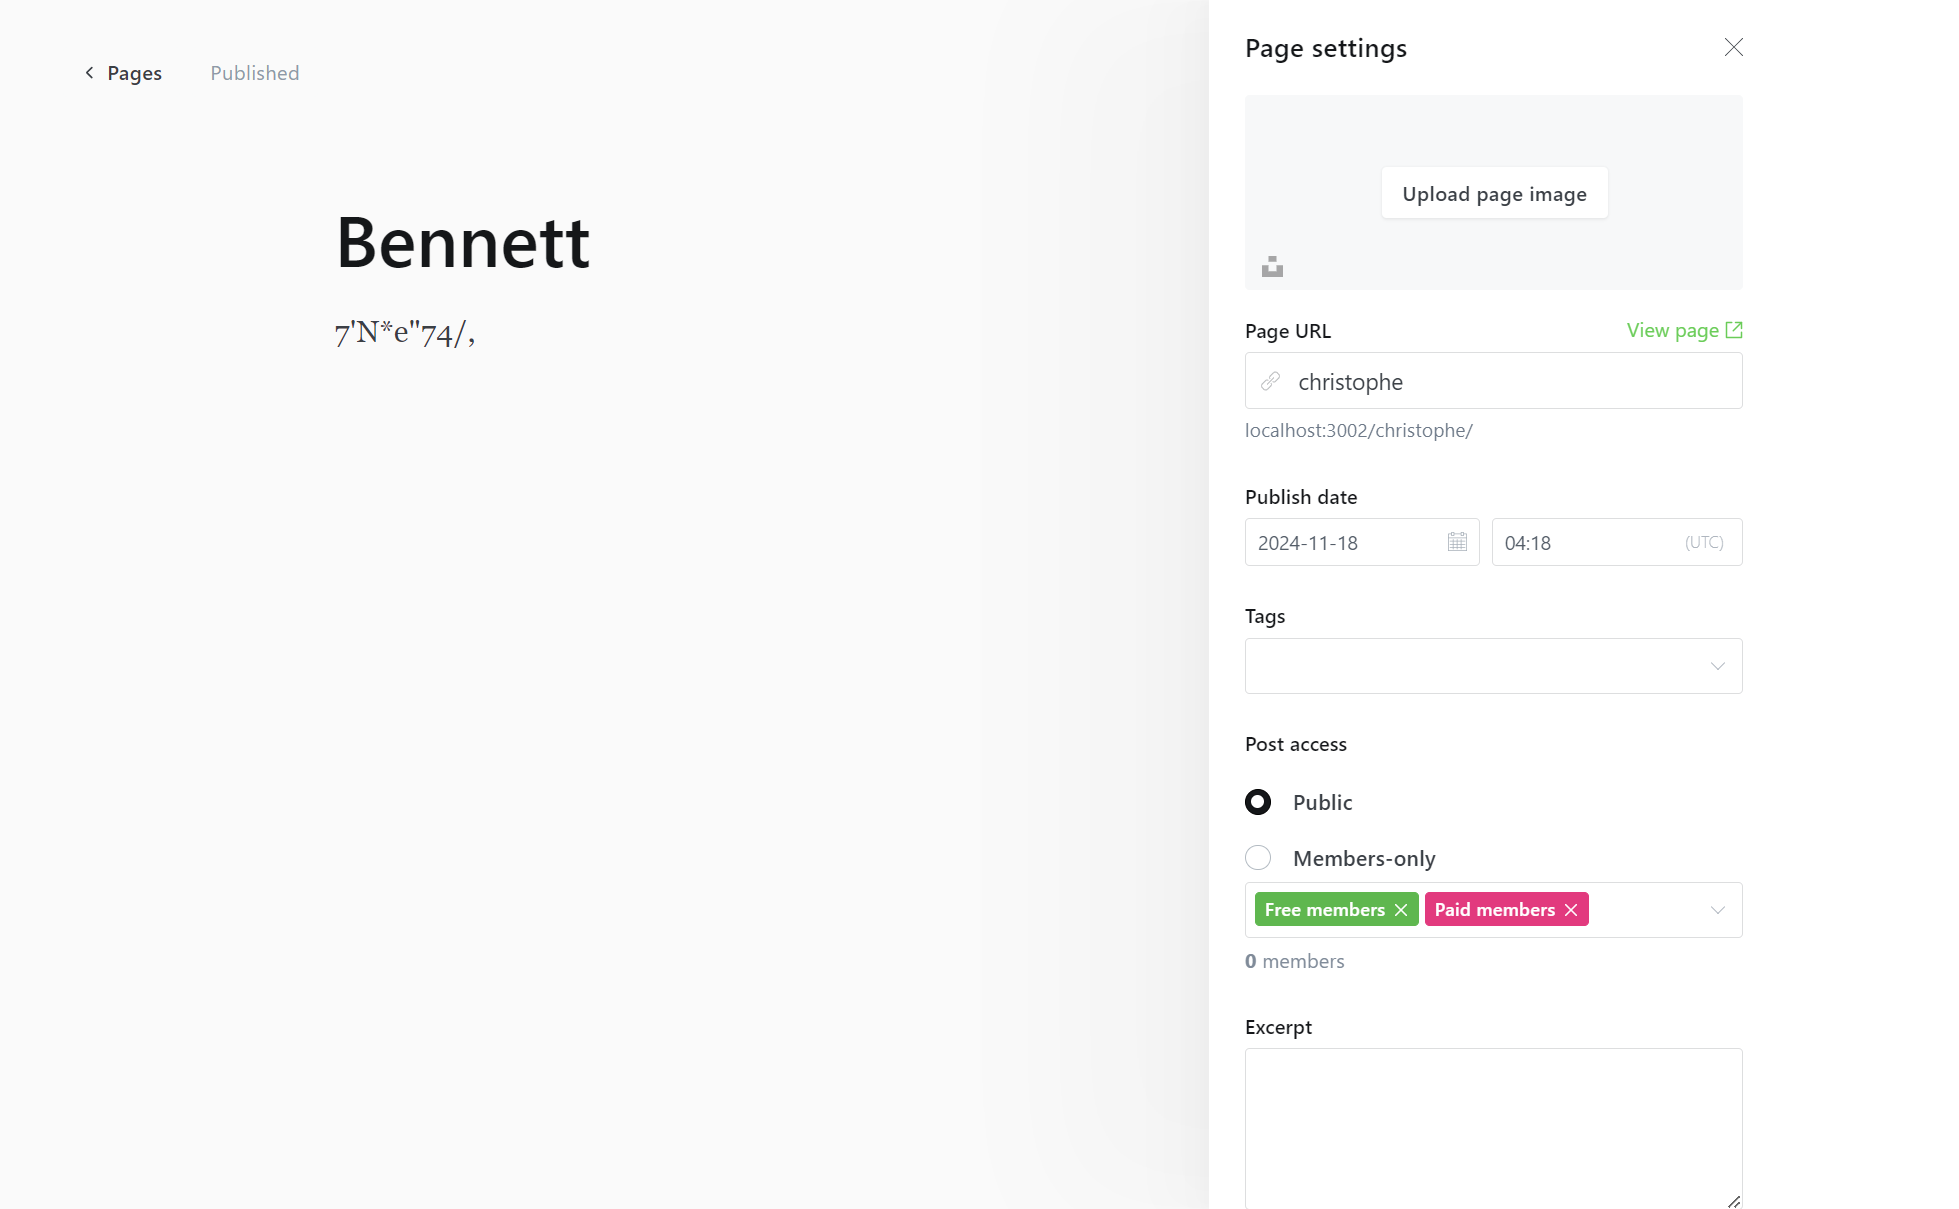 Pages
Published
Bennett
7'N*e"74/,
Page settings
Upload page image
Page URL
View page
christophe
localhost:3002/christophe/
Publish date
2024-11-18
04:18
(UTC)
Tags
Post access
Public
Members-only
Free members
Paid members
0 members
Excerpt